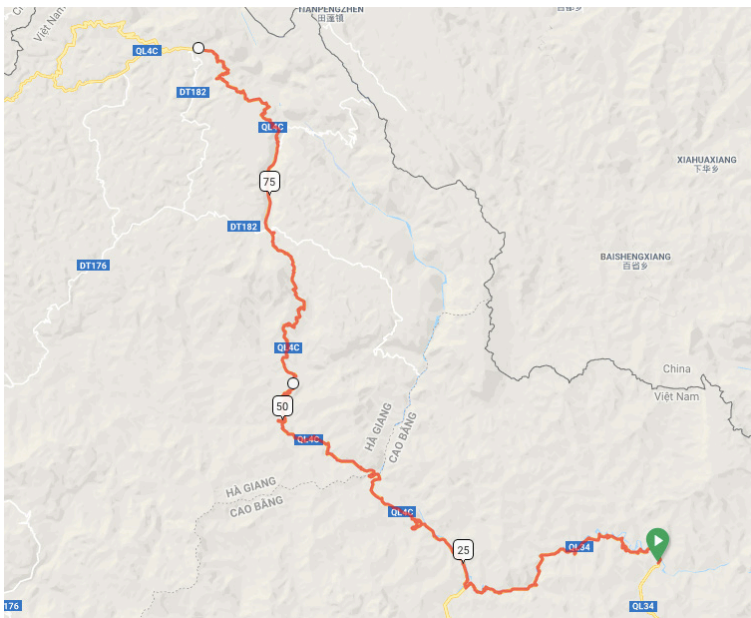 TIANPENGZHEN
田蓬镇
Việt Nam
QL4C
DT182
QL4C
XIAHUAXIANG
下华乡
75
DT182
BAISHENGXIANG
百省乡
DT176
QL4C
China
Việt Nam
50
HÀ GIANG
CAO BẰNG
QL4C
HÀ GIANG
CAO BẰNG
QL4C
25
QL34
176
QL34